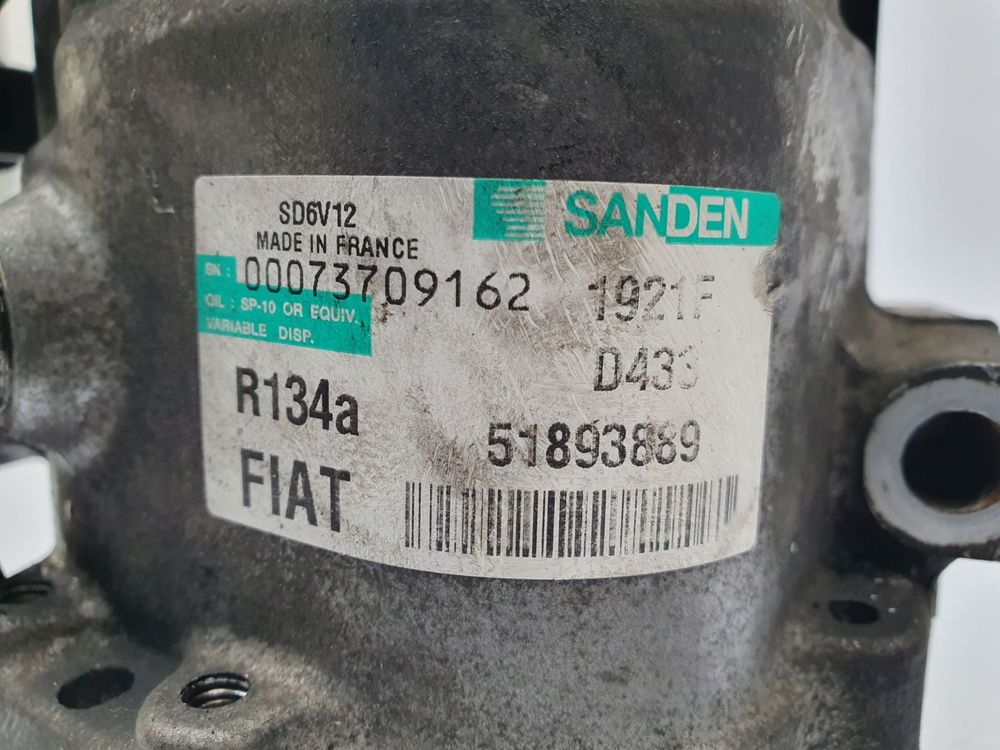 SANDEN
SD6V12
MADE IN FRANCE
SN : 00073709162
1921F
OIL : SP-10 OR EQUIV.
VARIABLE DISP.
D433
R134a
51893889
FIAT